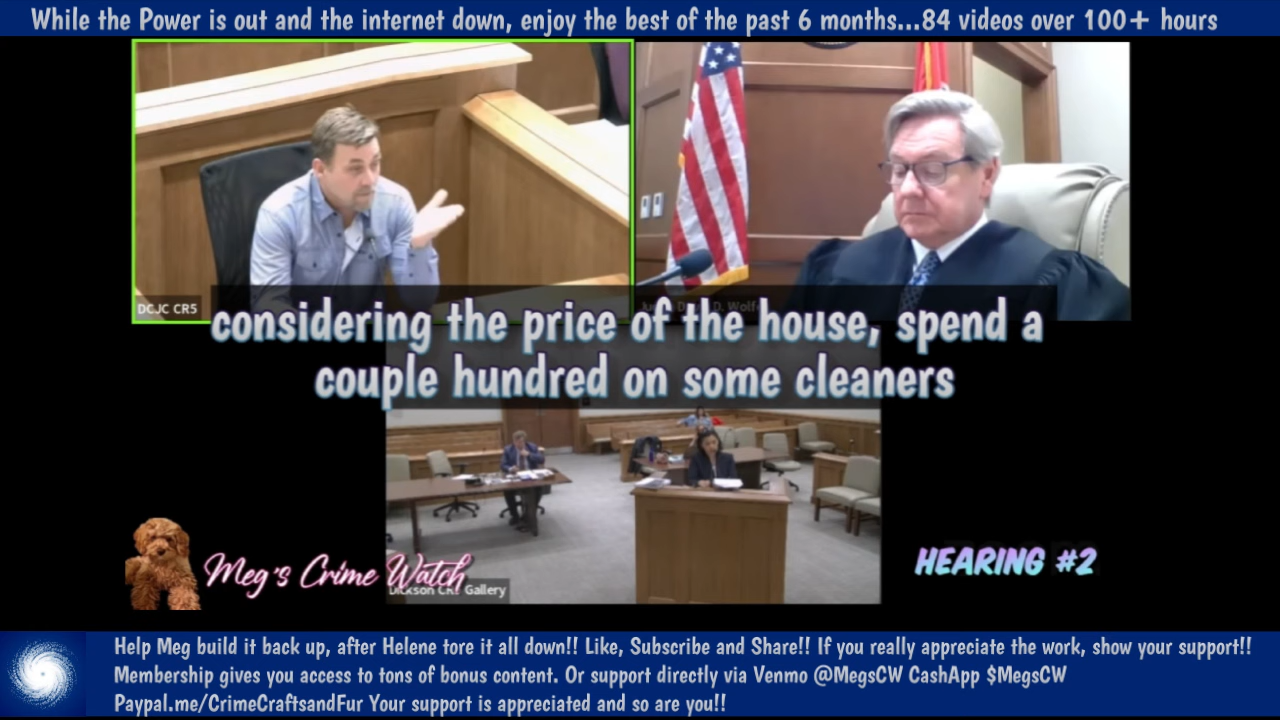 While the Power is out and the internet down, enjoy the best of the past 6 months...84 videos over 100+ hours
DCJC CR5
D. Wolf
considering the price of the house, spend a
couple hundred on some cleaners
Meg's Crime Watch
HEARING #2
Dickson CRT Gallery
Help Meg build it back up, after Helene tore it all down!! Like, Subscribe and Share!! If you really appreciate the work, show your support!!
Membership gives you access to tons of bonus content. Or support directly via Venmo @MegsCW CashApp $MegsCW
Paypal.me/CrimeCraftsandFur Your support is appreciated and so are you!!